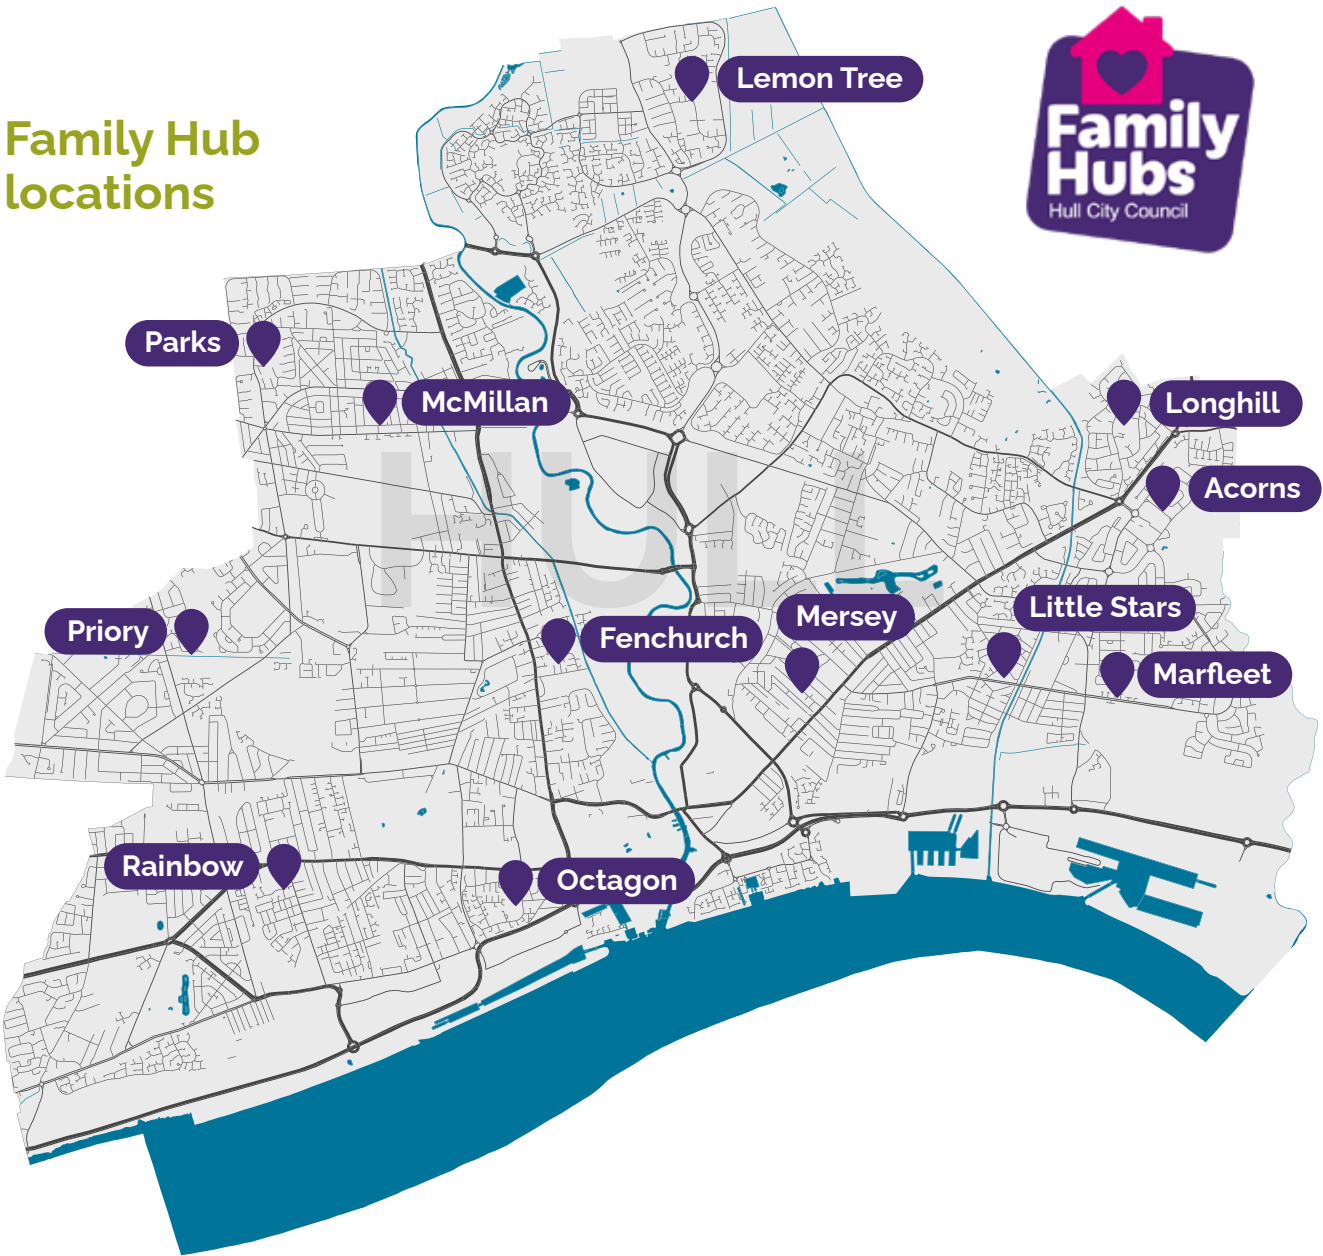 Family Hub
locations
Family
Hubs
Hull City Council
Lemon Tree
Parks
McMillan
Longhill
HULL
Acorns
Little Stars
Mersey
Priory
Fenchurch
Marfleet
Rainbow
Octagon